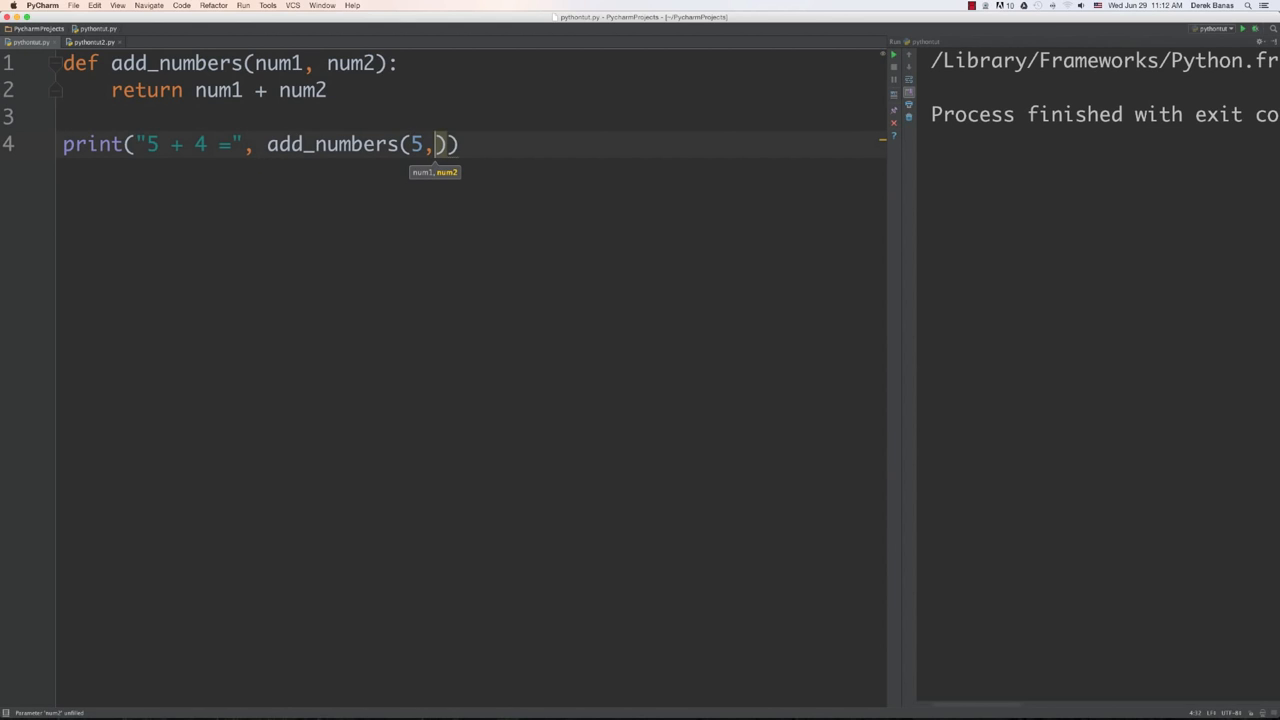 PyCharm File Edit View Navigate Code Refactor Run Tools VCS Window Help
10 Wed Jun 29 11:12 AM Derek Banas
pythontut.py - PycharmProjects - [~/PycharmProjects]
PycharmProjects pythontut.py
pythontut
pythontut.py pythontut2.py
Run pythontut
1 def add_numbers(num1, num2):
2 return num1 + num2
3
4 print("5 + 4 =", add_numbers(5,))
num1, num2
/Library/Frameworks/Python.fr
Process finished with exit co
Parameter 'num2' unfilled
4:32 LF÷ UTF-8÷